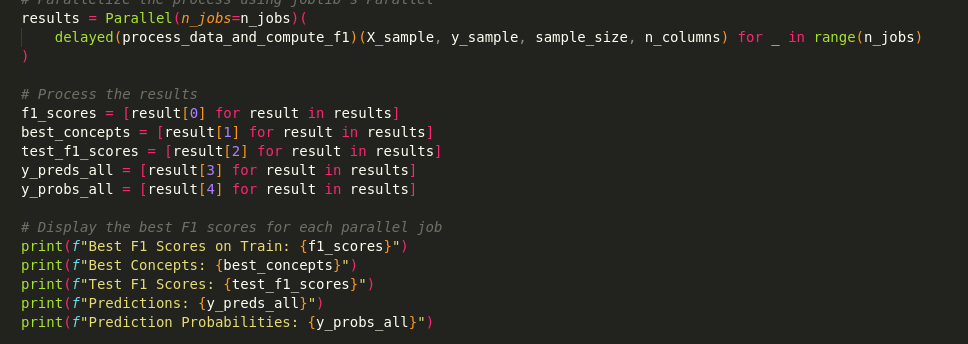 # Parallelize the process using joblib's Parallel
results = Parallel(n_jobs=n_jobs)(
    delayed(process_data_and_compute_f1)(X_sample, y_sample, sample_size, n_columns) for _ in range(n_jobs)
)

# Process the results
f1_scores = [result[0] for result in results]
best_concepts = [result[1] for result in results]
test_f1_scores = [result[2] for result in results]
y_preds_all = [result[3] for result in results]
y_probs_all = [result[4] for result in results]

# Display the best F1 scores for each parallel job
print(f"Best F1 Scores on Train: {f1_scores}")
print(f"Best Concepts: {best_concepts}")
print(f"Test F1 Scores: {test_f1_scores}")
print(f"Predictions: {y_preds_all}")
print(f"Prediction Probabilities: {y_probs_all}")